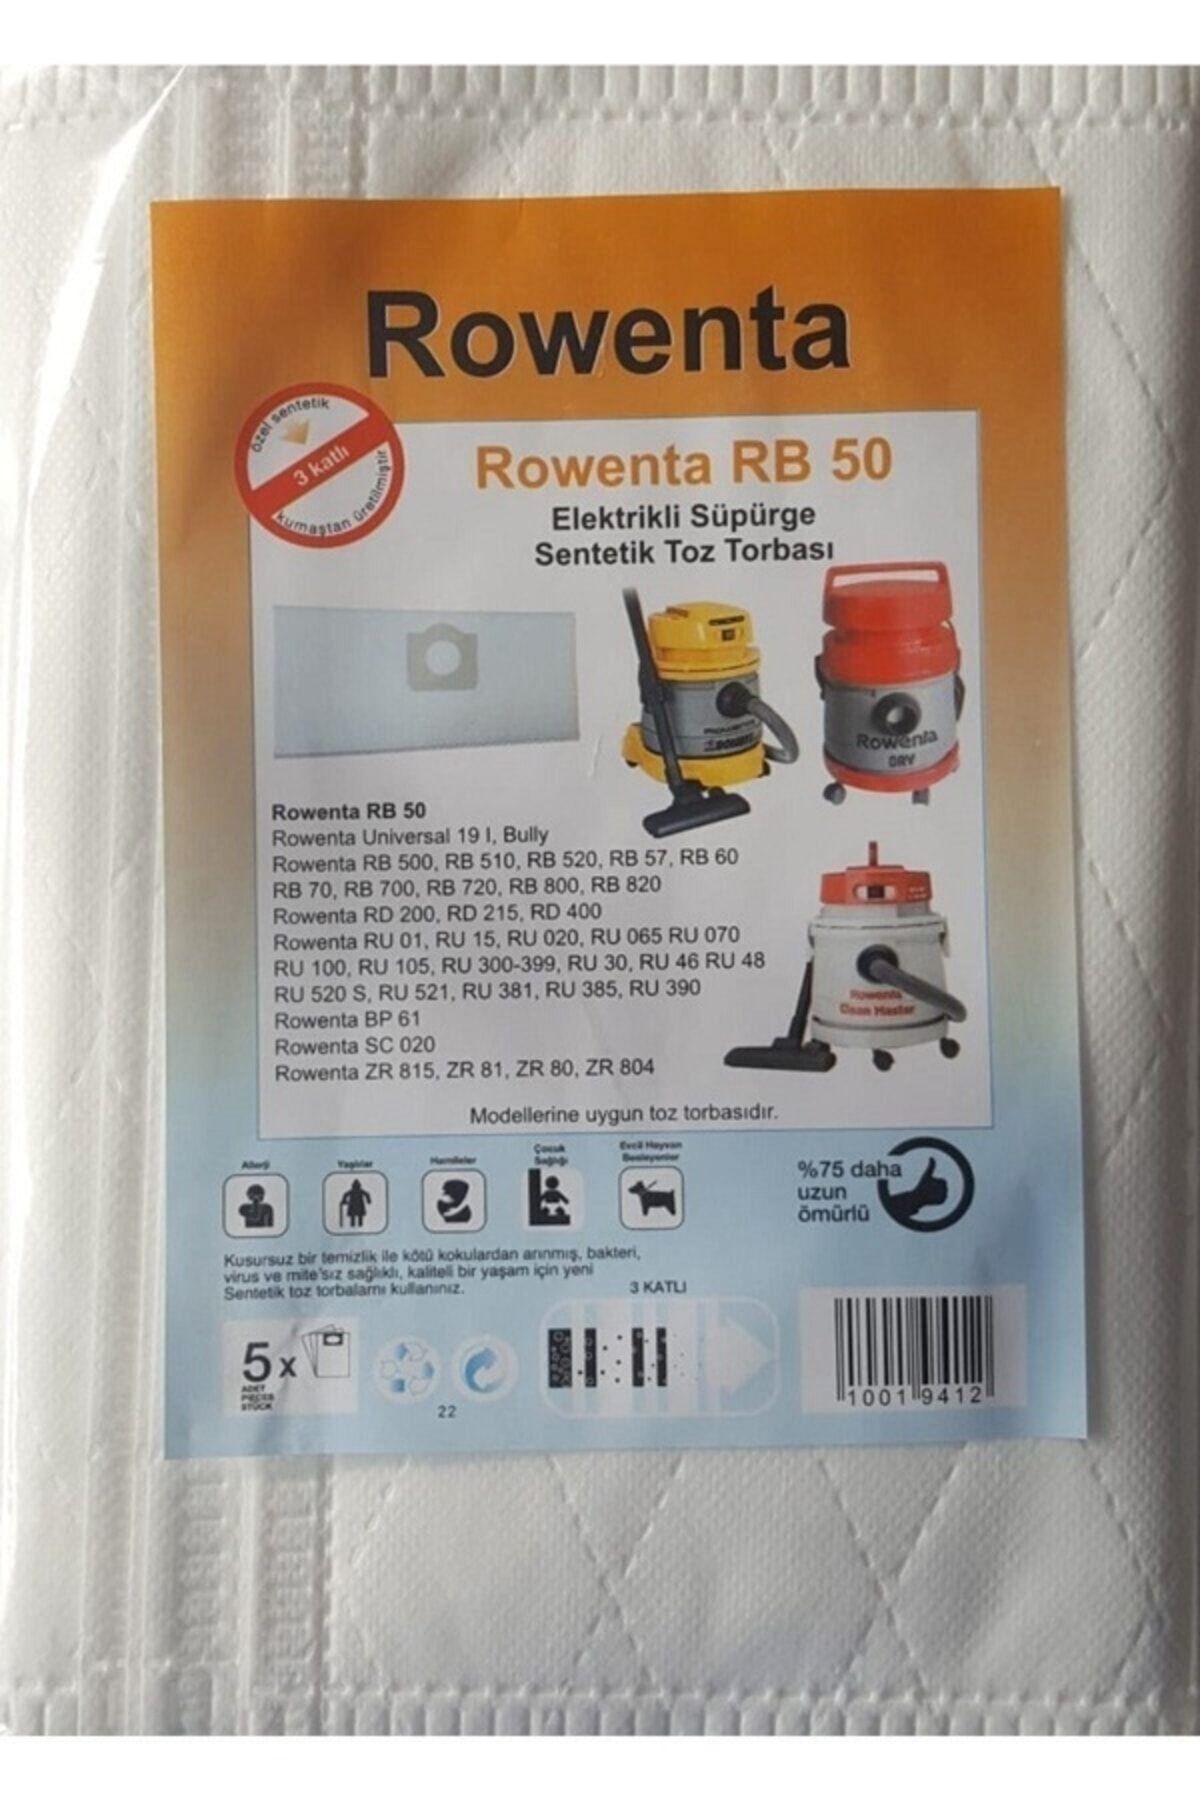 Rowenta
özel sentetik
3 katlı
kumaştan üretilmiştir
Rowenta RB 50
Elektrikli Süpürge
Sentetik Toz Torbası
Rowenta
DRY
Rowenta
Clean Master
Rowenta RB 50
Rowenta Universal 19 l, Bully
Rowenta RB 500, RB 510, RB 520, RB 57, RB 60
RB 70, RB 700, RB 720, RB 800, RB 820
Rowenta RD 200, RD 215, RD 400
Rowenta RU 01, RU 15, RU 020, RU 065 RU 070
RU 100, RU 105, RU 300-399, RU 30, RU 46 RU 48
RU 520 S, RU 521, RU 381, RU 385, RU 390
Rowenta BP 61
Rowenta SC 020
Rowenta ZR 815, ZR 81, ZR 80, ZR 804
Modellerine uygun toz torbasıdır.
Allerji
Yaşlılar
Hamileler
Çocuk
Sağlığı
Evcil Hayvan
Besleyenler
%75 daha
uzun
ömürlü
Kusursuz bir temizlik ile kötü kokulardan arınmış, bakteri,
virus ve mite'sız sağlıklı, kaliteli bir yaşam için yeni
Sentetik toz torbalarnı kullanınız.
3 KATLI
5 x
ADET
PIECES
STÜCK
22
10019412